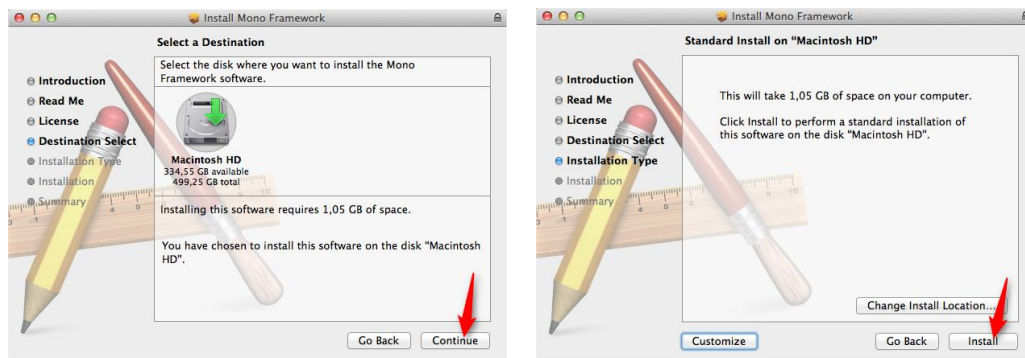 Install Mono Framework
Select a Destination
Introduction
Read Me
License
Destination Select
Installation Type
Installation
Summary
Select the disk where you want to install the Mono
Framework software.
Macintosh HD
334,55 GB available
499,25 GB total
Installing this software requires 1,05 GB of space.
You have chosen to install this software on the disk “Macintosh
HD”.
Go Back
Continue
Install Mono Framework
Standard Install on “Macintosh HD”
Introduction
Read Me
License
Destination Select
Installation Type
Installation
Summary
This will take 1,05 GB of space on your computer.
Click Install to perform a standard installation of
this software on the disk “Macintosh HD”.
Change Install Location...
Customize
Go Back
Install